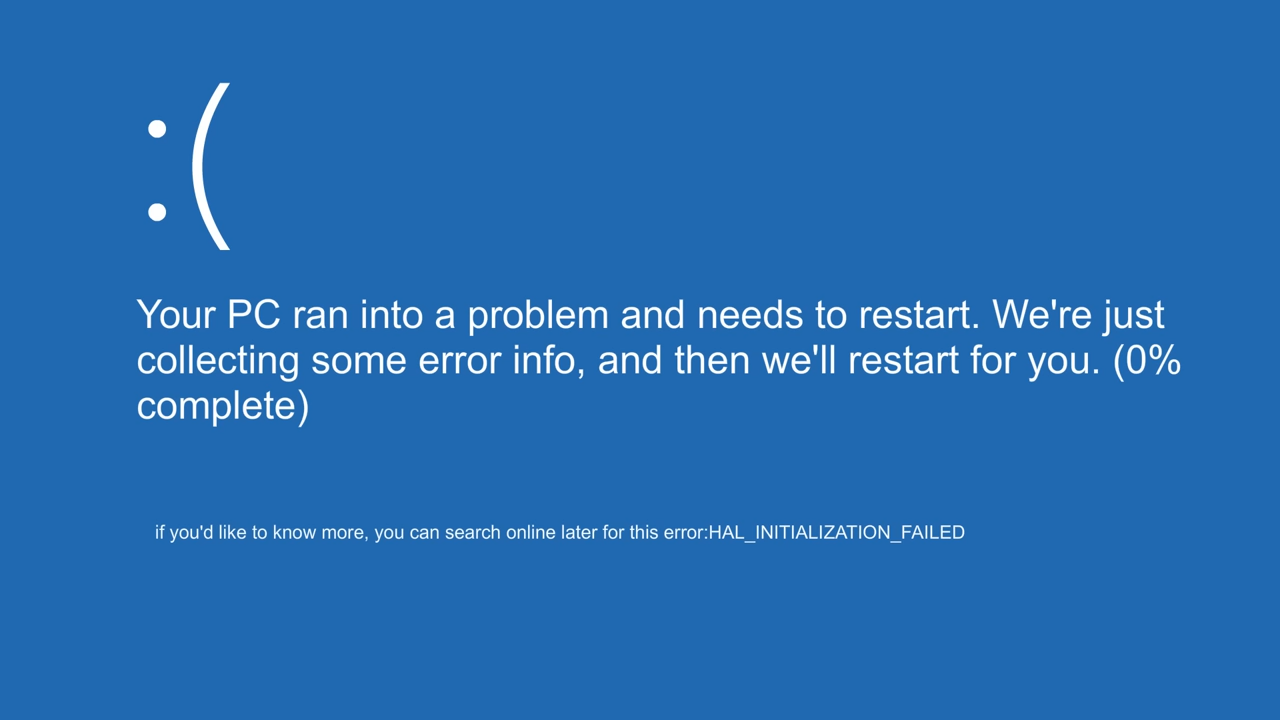 :(
Your PC ran into a problem and needs to restart. We're just
collecting some error info, and then we'll restart for you. (0%
complete)
if you'd like to know more, you can search online later for this error:HAL_INITIALIZATION_FAILED